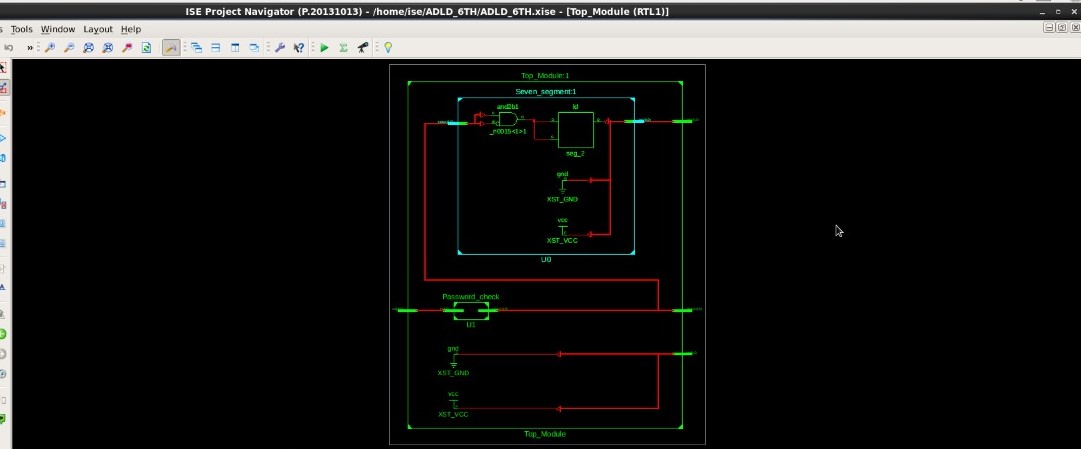 ISE Project Navigator (P.20131013) - /home/ise/ADLD_6TH/ADLD_6TH.xise - [Top_Module (RTL1)]
Tools Window Layout Help
Top_Module:1
Seven_segment:1
and2b1
ld
_n0015<1>1
seg_2
gnd
XST_GND
vcc
XST_VCC
U0
Password_check
U1
gnd
XST_GND
vcc
XST_VCC
Top_Module